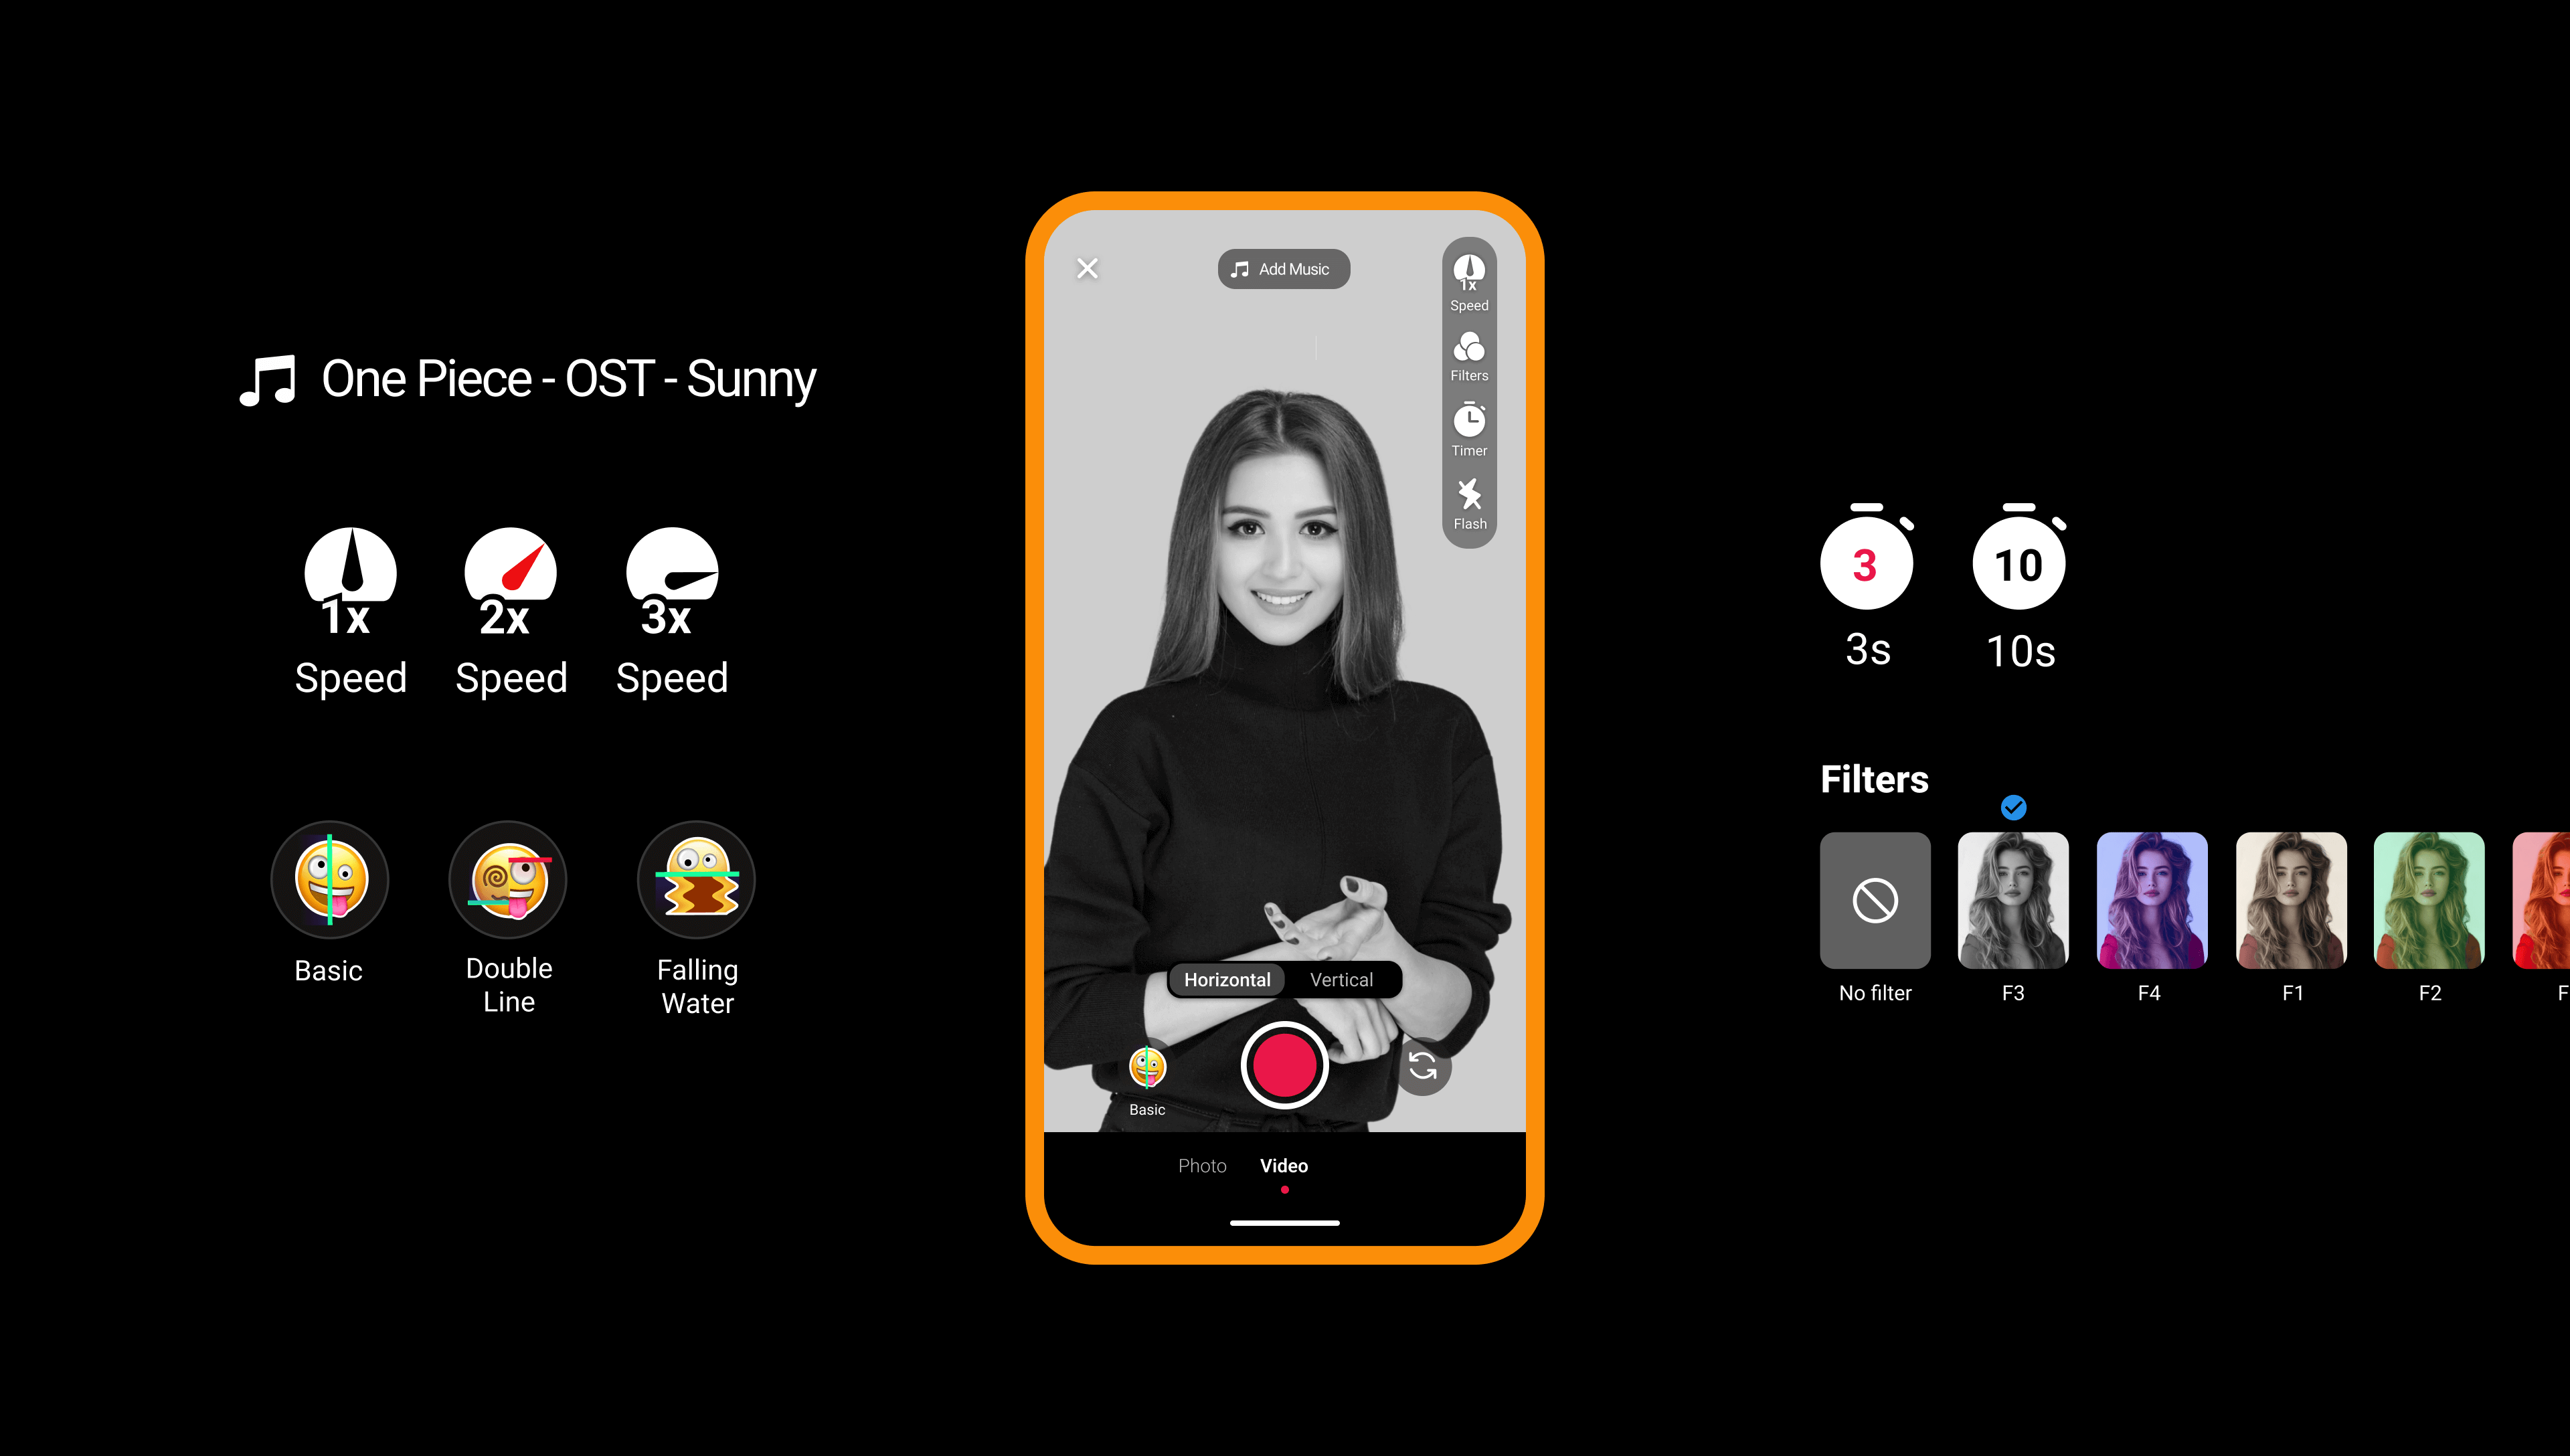 One Piece - OST - Sunny
1x
2x
3x
Speed
Speed
Speed
Basic
Double
Line
Falling
Water
Add Music
1x
Speed
Filters
Timer
Flash
Horizontal
Vertical
Basic
Photo
Video
3
10
3s
10s
Filters
No filter
F3
F4
F1
F2
F